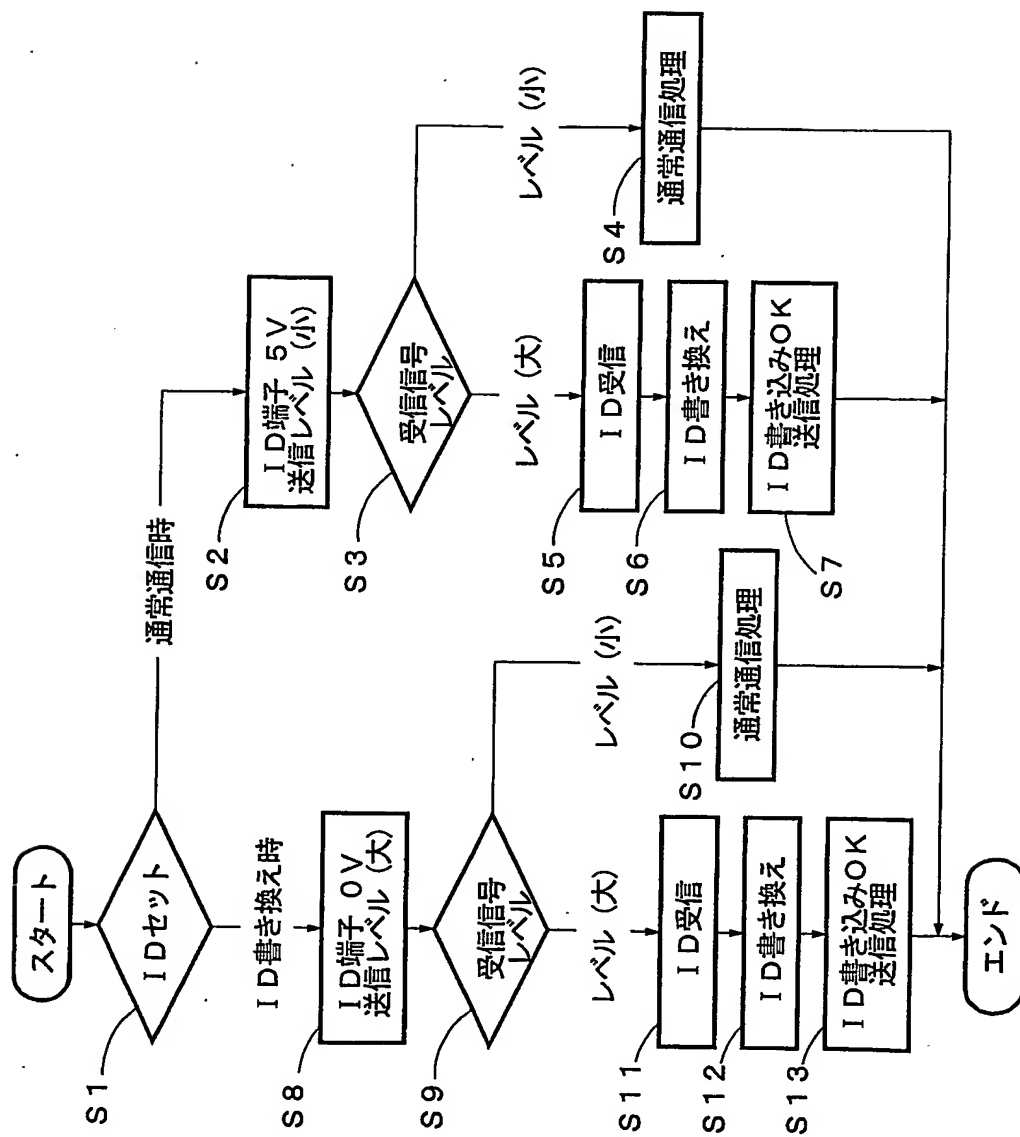 スタート
S1
IDセット
通常通信時
ID書き換え時
S2
ID端子 5V
送信レベル (小)
S3
受信信号
レベル
レベル (小)
S4
通常通信処理
レベル (大)
S5
ID受信
S6
ID書き換え
S7
ID書き込みOK
送信処理
S8
ID端子 0V
送信レベル (大)
S9
受信信号
レベル
レベル (小)
S10
通常通信処理
レベル (大)
S11
ID受信
S12
ID書き換え
S13
ID書き込みOK
送信処理
エンド